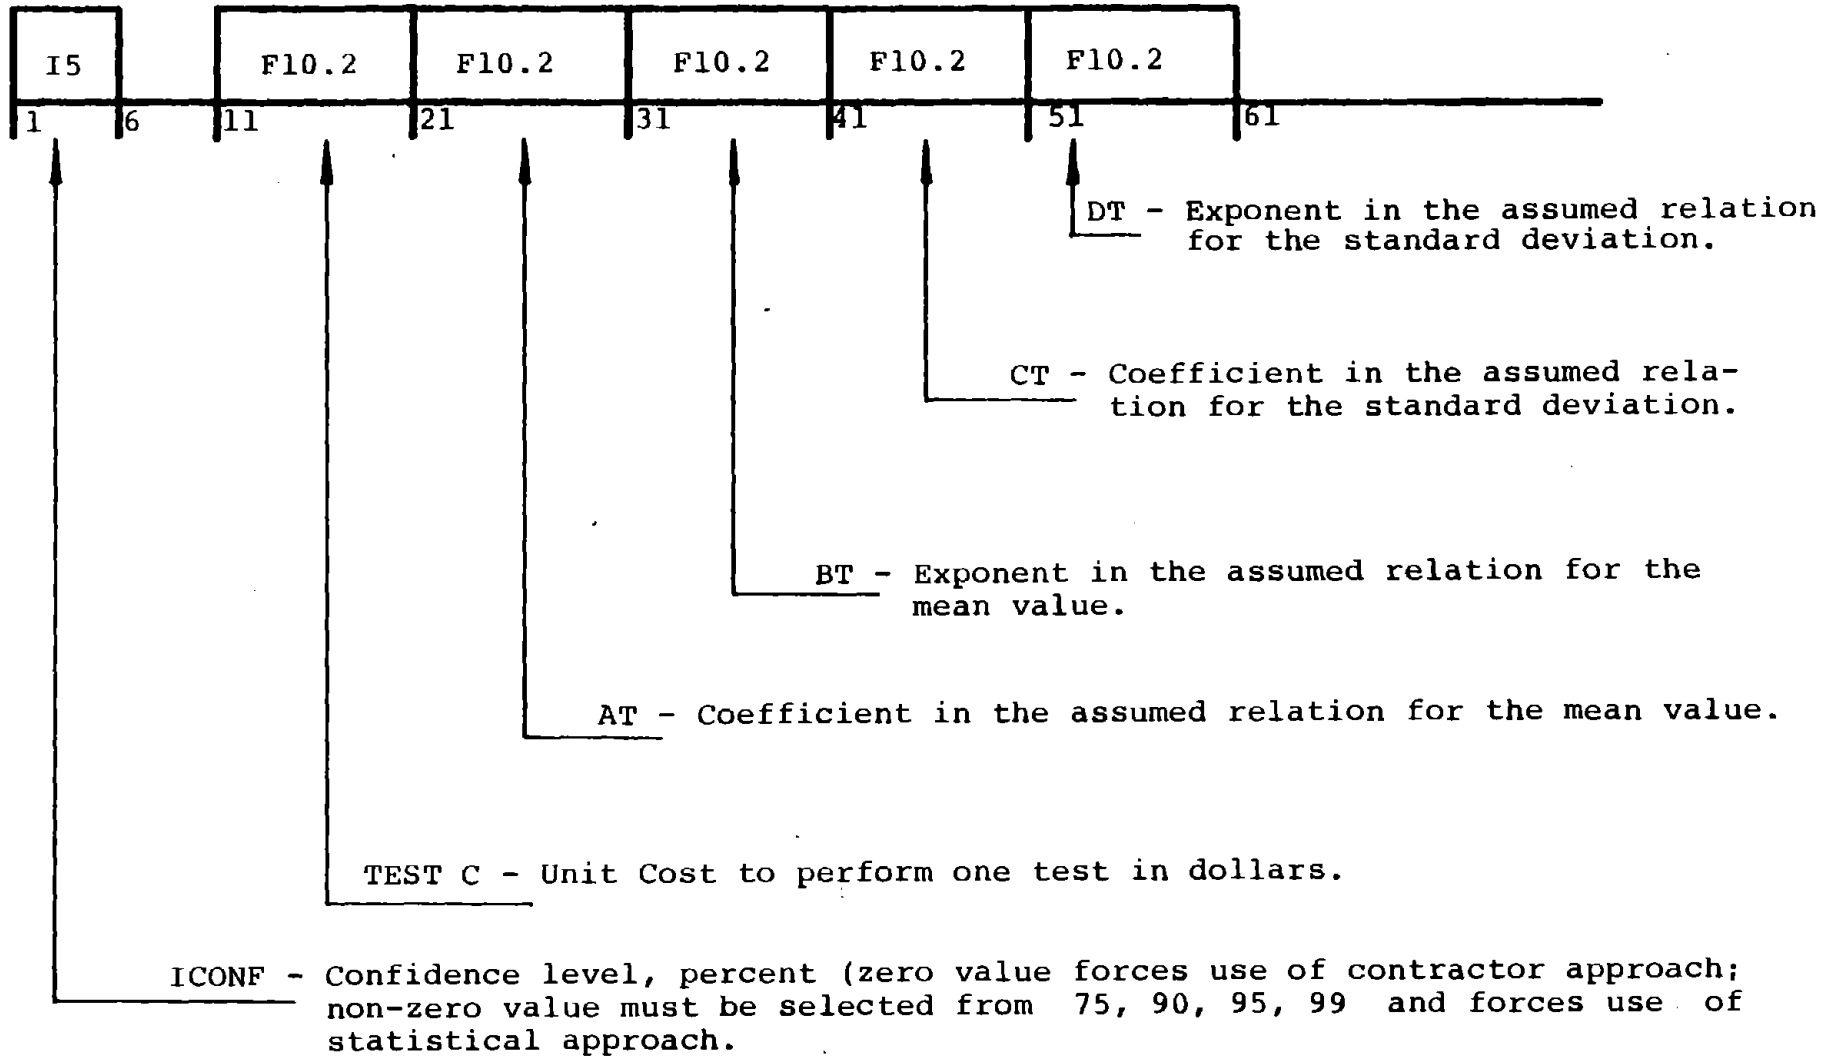 I5 F10.2 F10.2 F10.2 F10.2 F10.2
1 6 11 21 31 41 51 61
DT - Exponent in the assumed relation
for the standard deviation.
CT - Coefficient in the assumed rela-
tion for the standard deviation.
BT - Exponent in the assumed relation for the
mean value.
AT - Coefficient in the assumed relation for the mean value.
TEST C - Unit Cost to perform one test in dollars.
ICONF - Confidence level, percent (zero value forces use of contractor approach;
non-zero value must be selected from 75, 90, 95, 99 and forces use of
statistical approach.